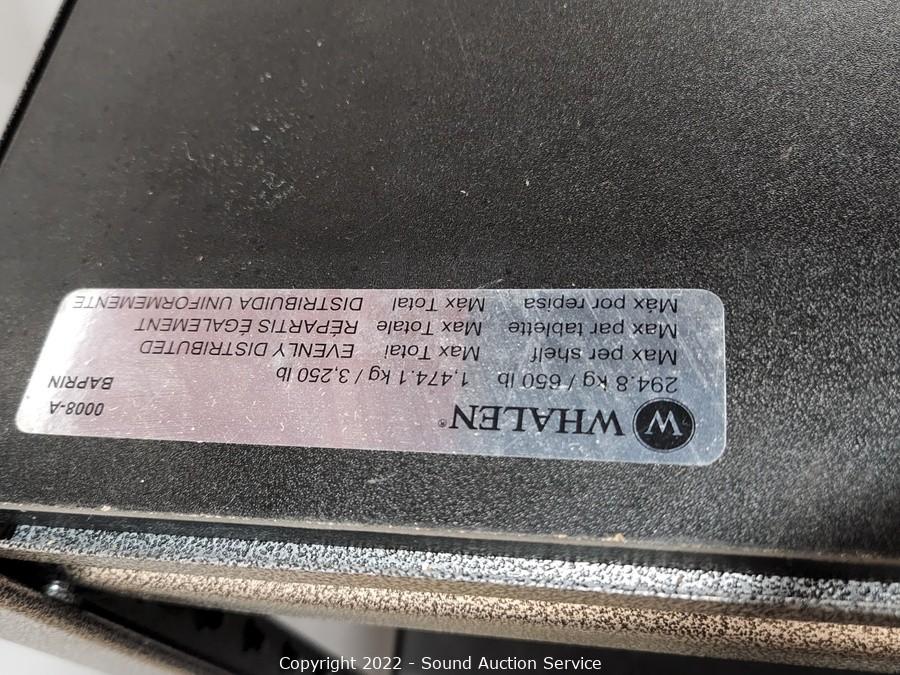 W WHALEN®
0008-A
294.8 kg / 650 lb 1,474.1 kg / 3,250 lb BAPRIN
Max per shelf Max Total EVENLY DISTRIBUTED
Max par tablette Max Totale RÉPARTIS ÉGALEMENT
Máx por repisa Máx Total DISTRIBUIDA UNIFORMEMENTE
Copyright 2022 - Sound Auction Service